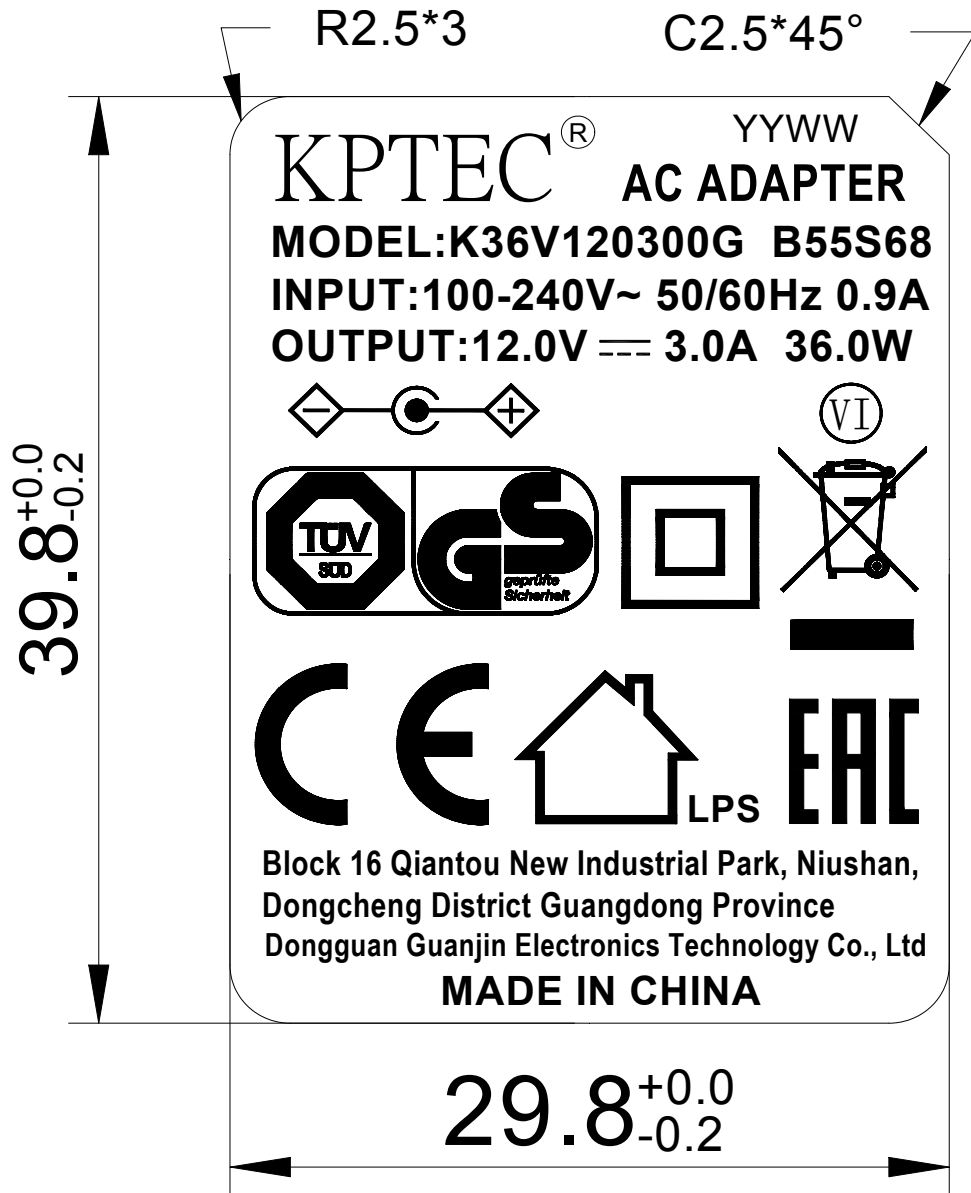 R2.5*3
C2.5*45°
KPTEC®
YYWW
AC ADAPTER
MODEL:K36V120300G B55S68
INPUT:100-240V~ 50/60Hz 0.9A
OUTPUT:12.0V ⎓ 3.0A 36.0W
VI
TÜV
SÜD
GS
geprüfte
Sicherheit
CE
LPS
EAC
Block 16 Qiantou New Industrial Park, Niushan,
Dongcheng District Guangdong Province
Dongguan Guanjin Electronics Technology Co., Ltd
MADE IN CHINA
39.8 +0.0 -0.2
29.8 +0.0 -0.2